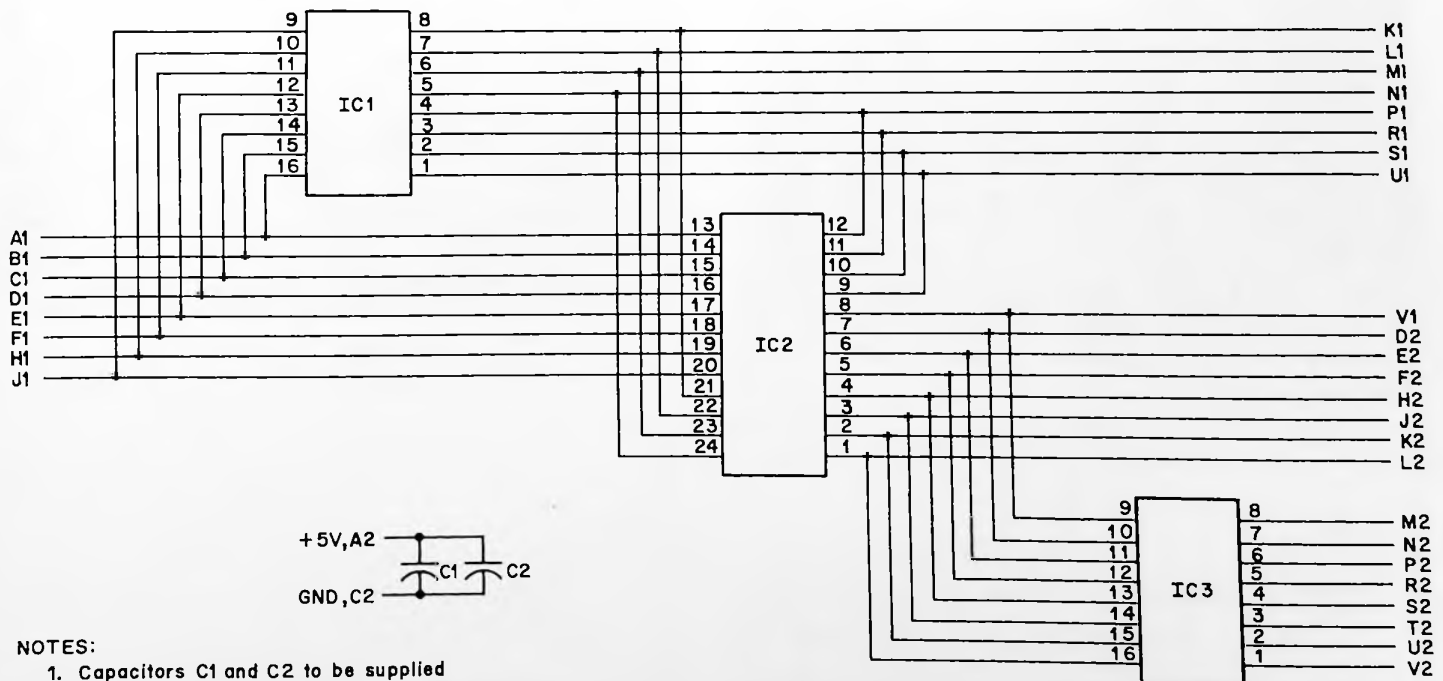 9 8 K1
10 7 L1
11 6 M1
12 5 N1
13 IC1 4 P1
14 3 R1
15 2 S1
16 1 U1
A1 13 12
B1 14 11
C1 15 10
D1 16 9
E1 17 8 V1
F1 18 7 D2
H1 19 IC2 6 E2
J1 20 5 F2
21 4 H2
22 3 J2
23 2 K2
24 1 L2
9 8 M2
10 7 N2
11 6 P2
12 5 R2
13 IC3 4 S2
14 3 T2
15 2 U2
16 1 V2
+5V,A2
C1 C2
GND,C2
NOTES:
1. Capacitors C1 and C2 to be supplied